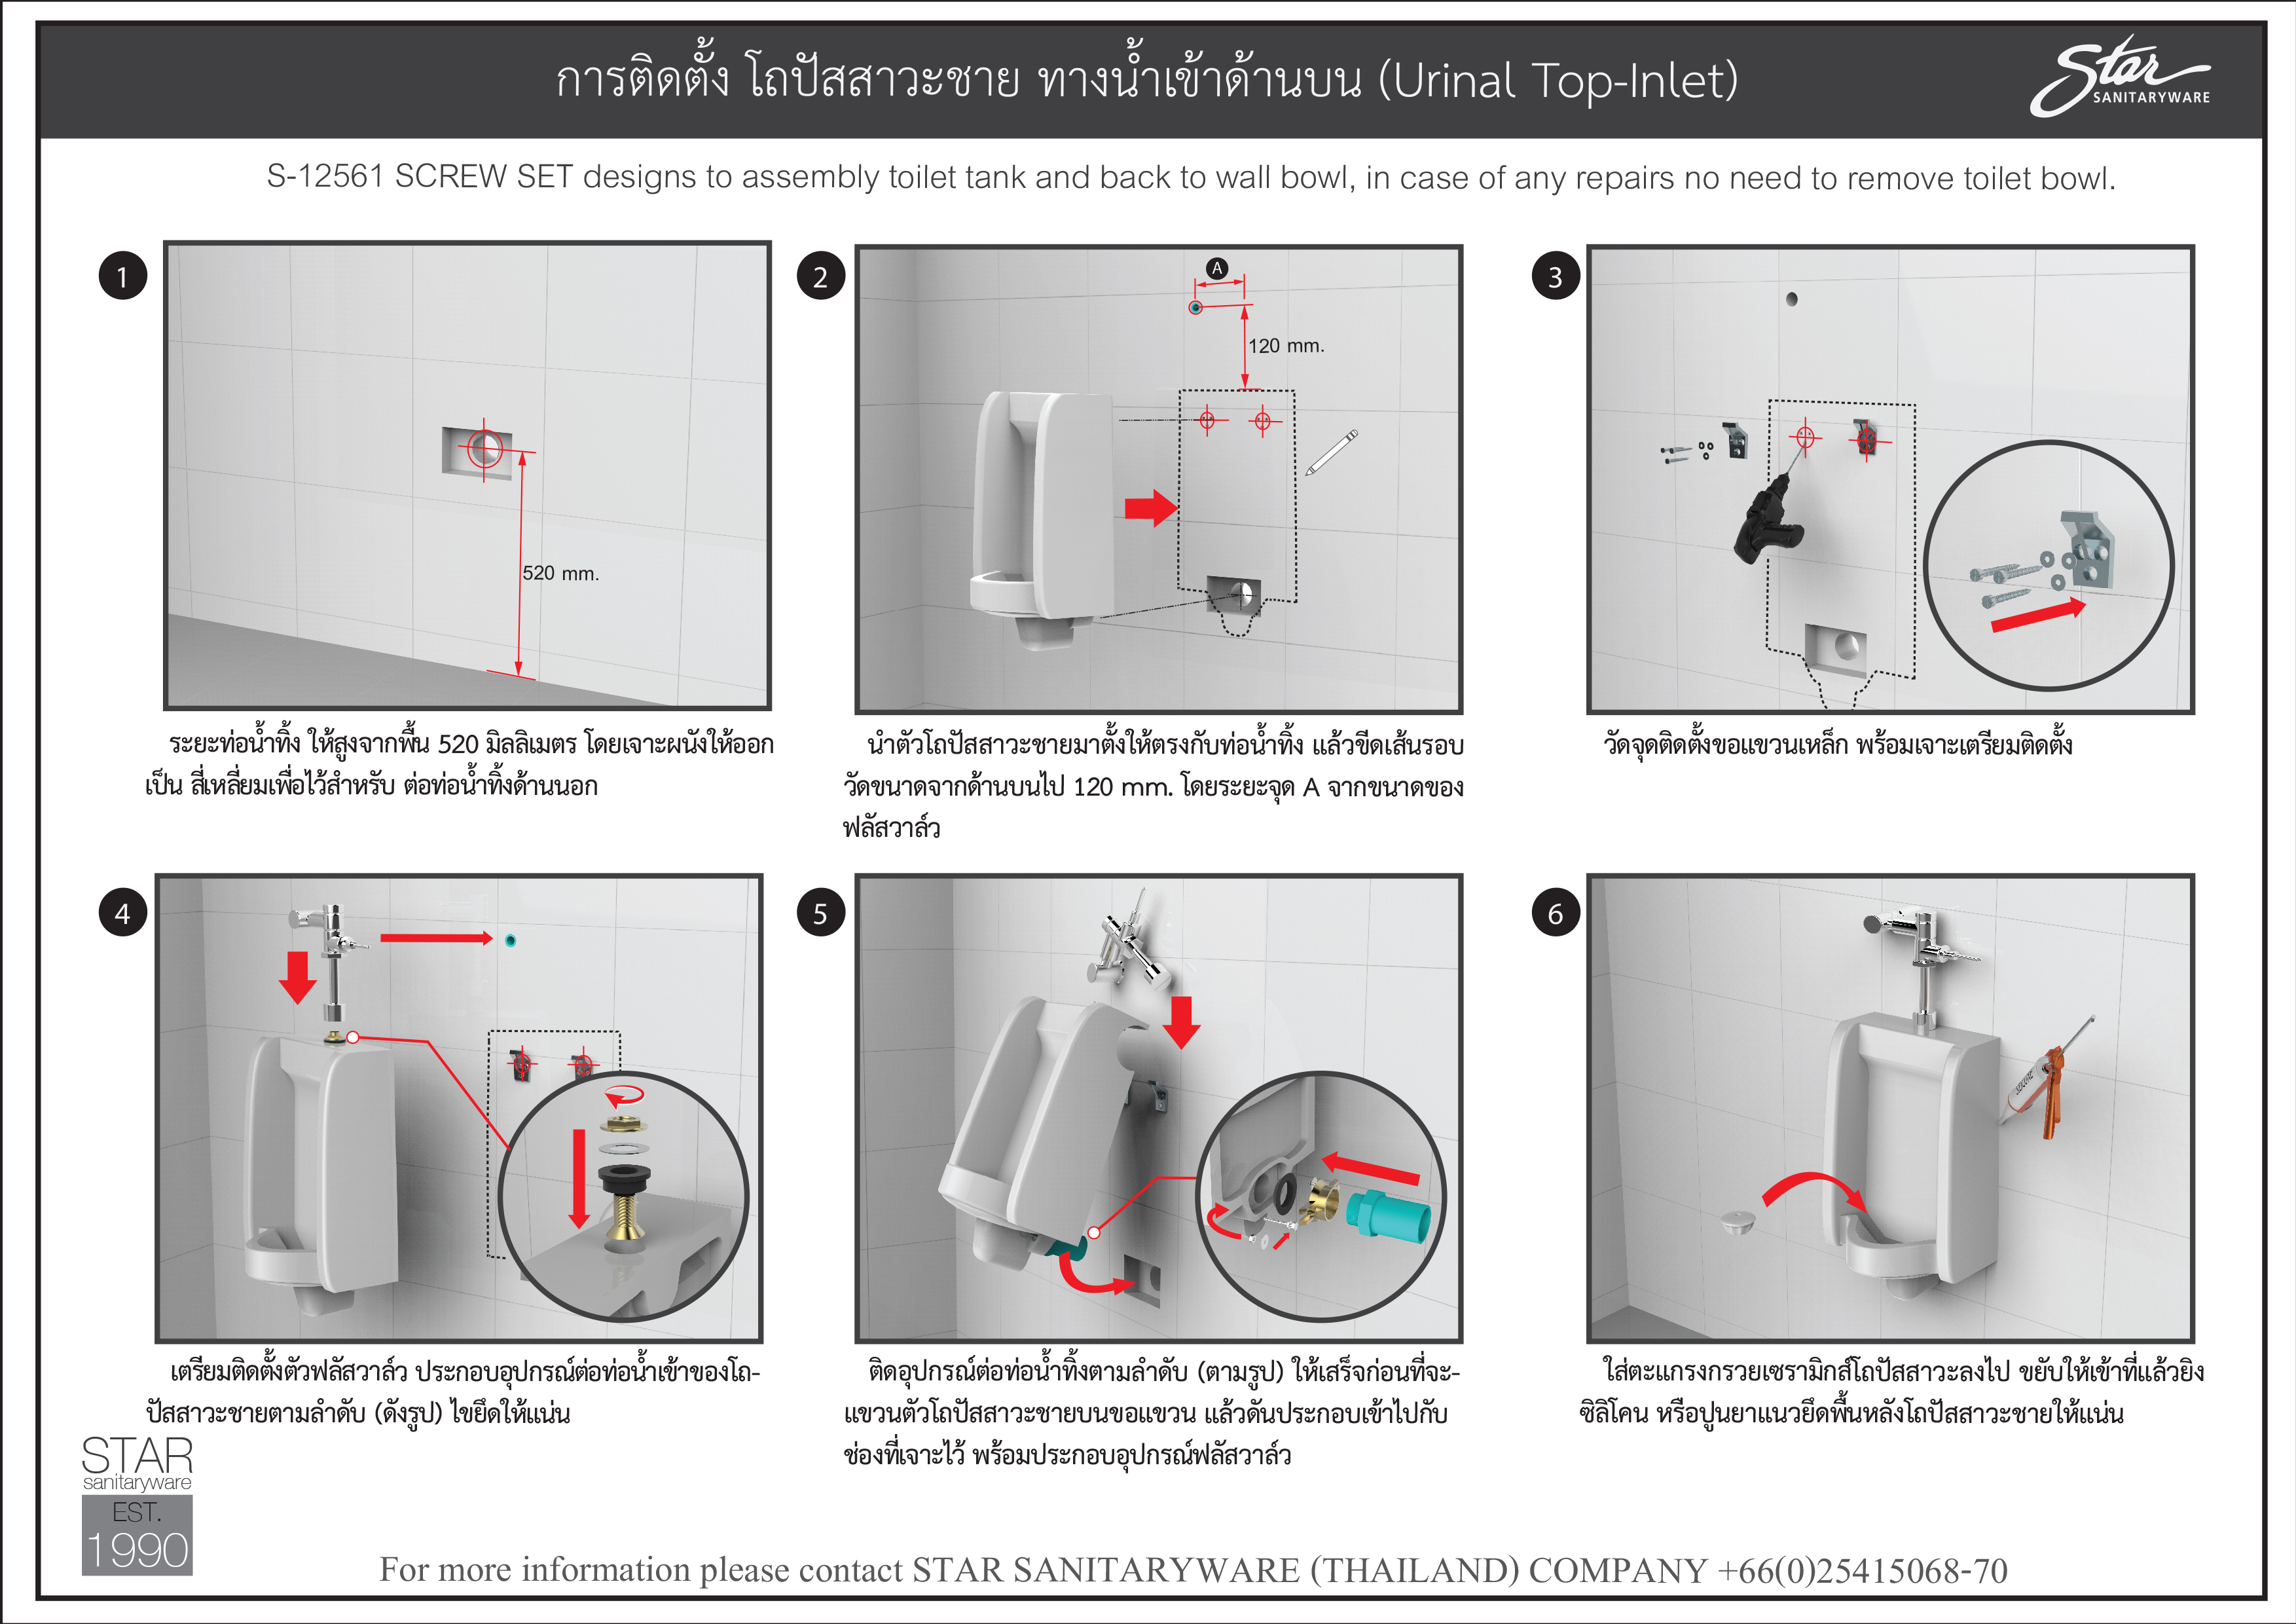 การติดตั้ง โถปัสสาวะชาย ทางน้ำเข้าด้านบน (Urinal Top-Inlet)
Star
SANITARYWARE
S-12561 SCREW SET designs to assembly toilet tank and back to wall bowl, in case of any repairs no need to remove toilet bowl.
1
520 mm.
ระยะท่อน้ำทิ้ง ให้สูงจากพื้น 520 มิลลิเมตร โดยเจาะผนังให้ออก
เป็น สี่เหลี่ยมเพื่อไว้สำหรับ ต่อท่อน้ำทิ้งด้านนอก
2
A
120 mm.
นำตัวโถปัสสาวะชายมาตั้งให้ตรงกับท่อน้ำทิ้ง แล้วขีดเส้นรอบ
วัดขนาดจากด้านบนไป 120 mm. โดยระยะจุด A จากขนาดของ
ฟลัสวาล์ว
3
วัดจุดติดตั้งขอแขวนเหล็ก พร้อมเจาะเตรียมติดตั้ง
4
เตรียมติดตั้งตัวฟลัสวาล์ว ประกอบอุปกรณ์ต่อท่อน้ำเข้าของโถ-
ปัสสาวะชายตามลำดับ (ดังรูป) ไขยึดให้แน่น
5
ติดอุปกรณ์ต่อท่อน้ำทิ้งตามลำดับ (ตามรูป) ให้เสร็จก่อนที่จะ-
แขวนตัวโถปัสสาวะชายบนขอแขวน แล้วดันประกอบเข้าไปกับ
ช่องที่เจาะไว้ พร้อมประกอบอุปกรณ์ฟลัสวาล์ว
6
SILICONE
ใส่ตะแกรงกรวยเซรามิกส์โถปัสสาวะลงไป ขยับให้เข้าที่แล้วยิง
ซิลิโคน หรือปูนยาแนวยึดพื้นหลังโถปัสสาวะชายให้แน่น
STAR
sanitaryware
EST.
1990
For more information please contact STAR SANITARYWARE (THAILAND) COMPANY +66(0)25415068-70